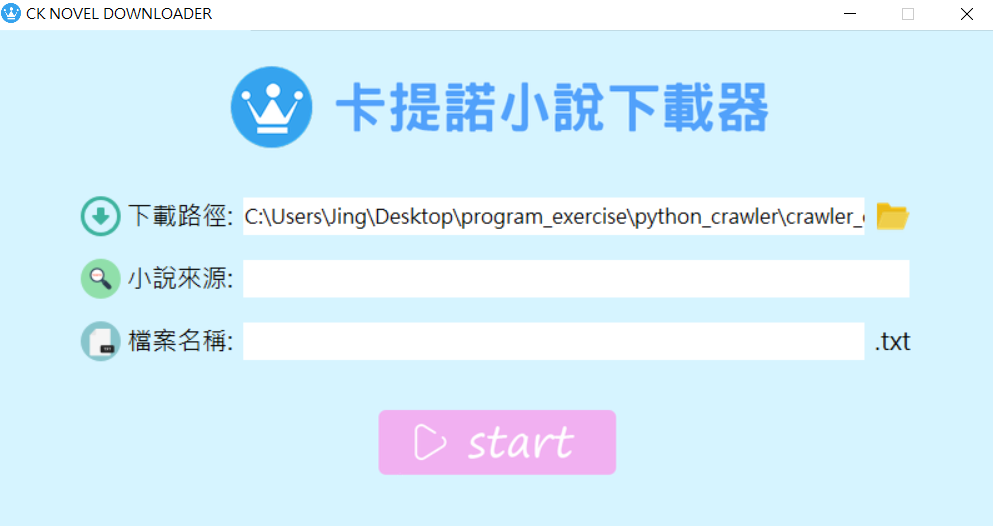 CK NOVEL DOWNLOADER
卡提諾小說下載器
下載路徑: C:\Users\Jing\Desktop\program_exercise\python_crawler\crawler_
小說來源:
檔案名稱: .txt
start